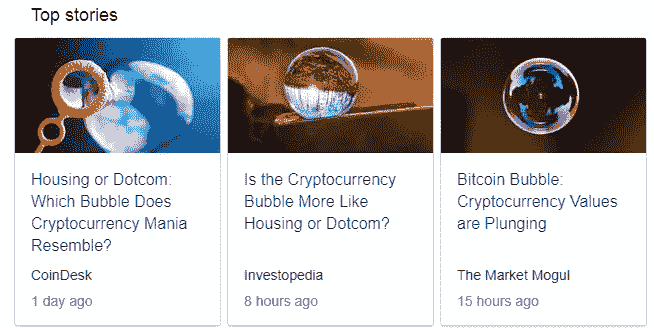 Top stories
Housing or Dotcom:
Which Bubble Does
Cryptocurrency Mania
Resemble?
CoinDesk
1 day ago
Is the Cryptocurrency
Bubble More Like
Housing or Dotcom?
Investopedia
8 hours ago
Bitcoin Bubble:
Cryptocurrency Values
are Plunging
The Market Mogul
15 hours ago